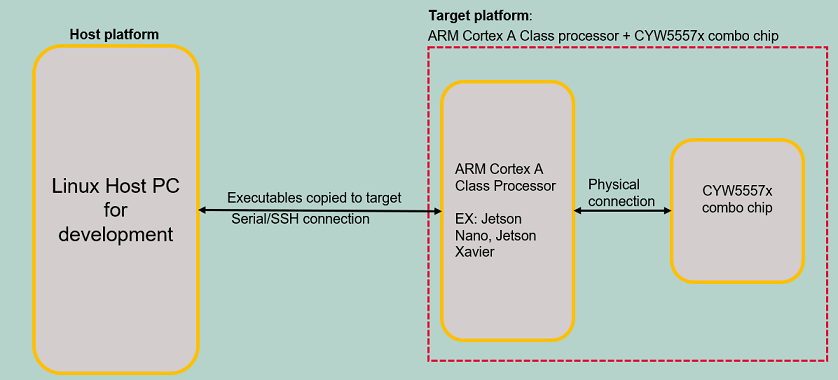 Host platform
Linux Host PC
for
development
Executables copied to target
Serial/SSH connection
Target platform:
ARM Cortex A Class processor + CYW5557x combo chip
ARM Cortex A
Class Processor
EX: Jetson
Nano, Jetson
Xavier
Physical
connection
CYW5557x
combo chip